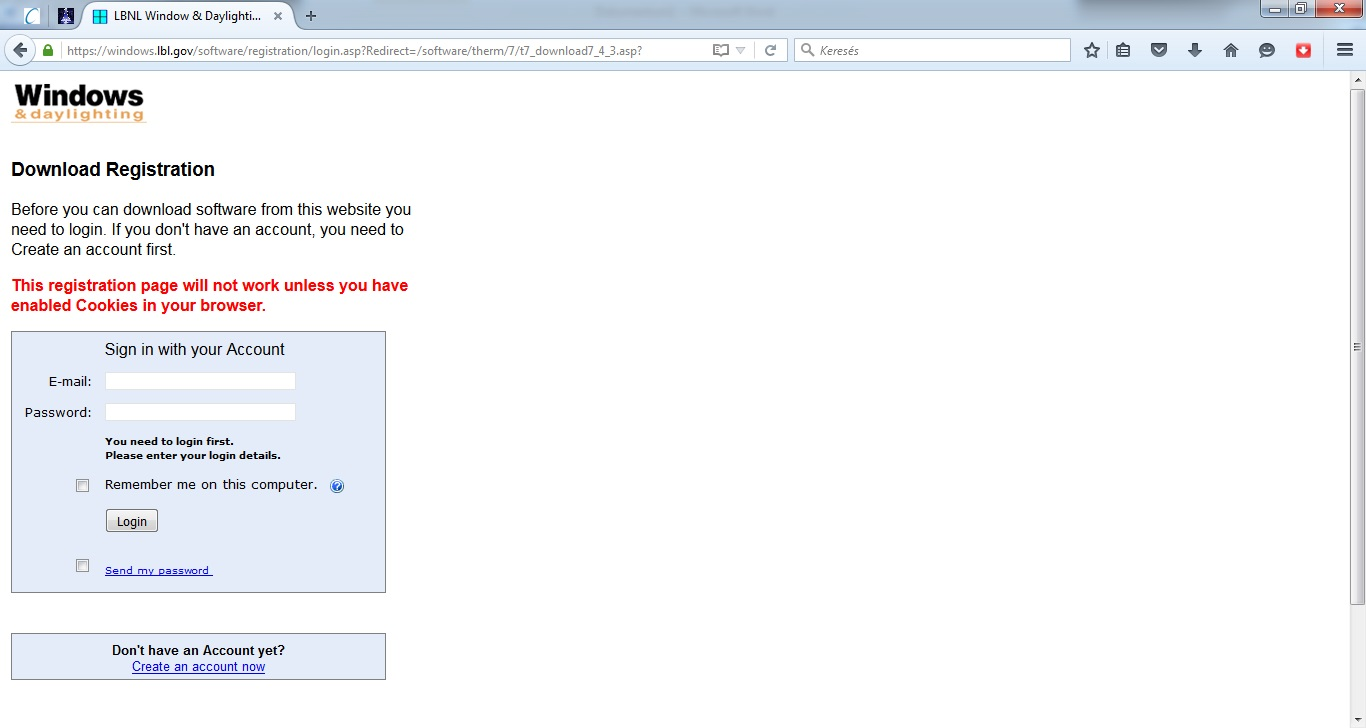 LBNL Window & Daylighti...
https://windows.lbl.gov/software/registration/login.asp?Redirect=/software/therm/7/t7_download7_4_3.asp?
Keresés
Windows
& daylighting
Download Registration
Before you can download software from this website you
need to login. If you don't have an account, you need to
Create an account first.
This registration page will not work unless you have
enabled Cookies in your browser.
Sign in with your Account
E-mail:
Password:
You need to login first.
Please enter your login details.
Remember me on this computer.
Login
Send my password
Don't have an Account yet?
Create an account now